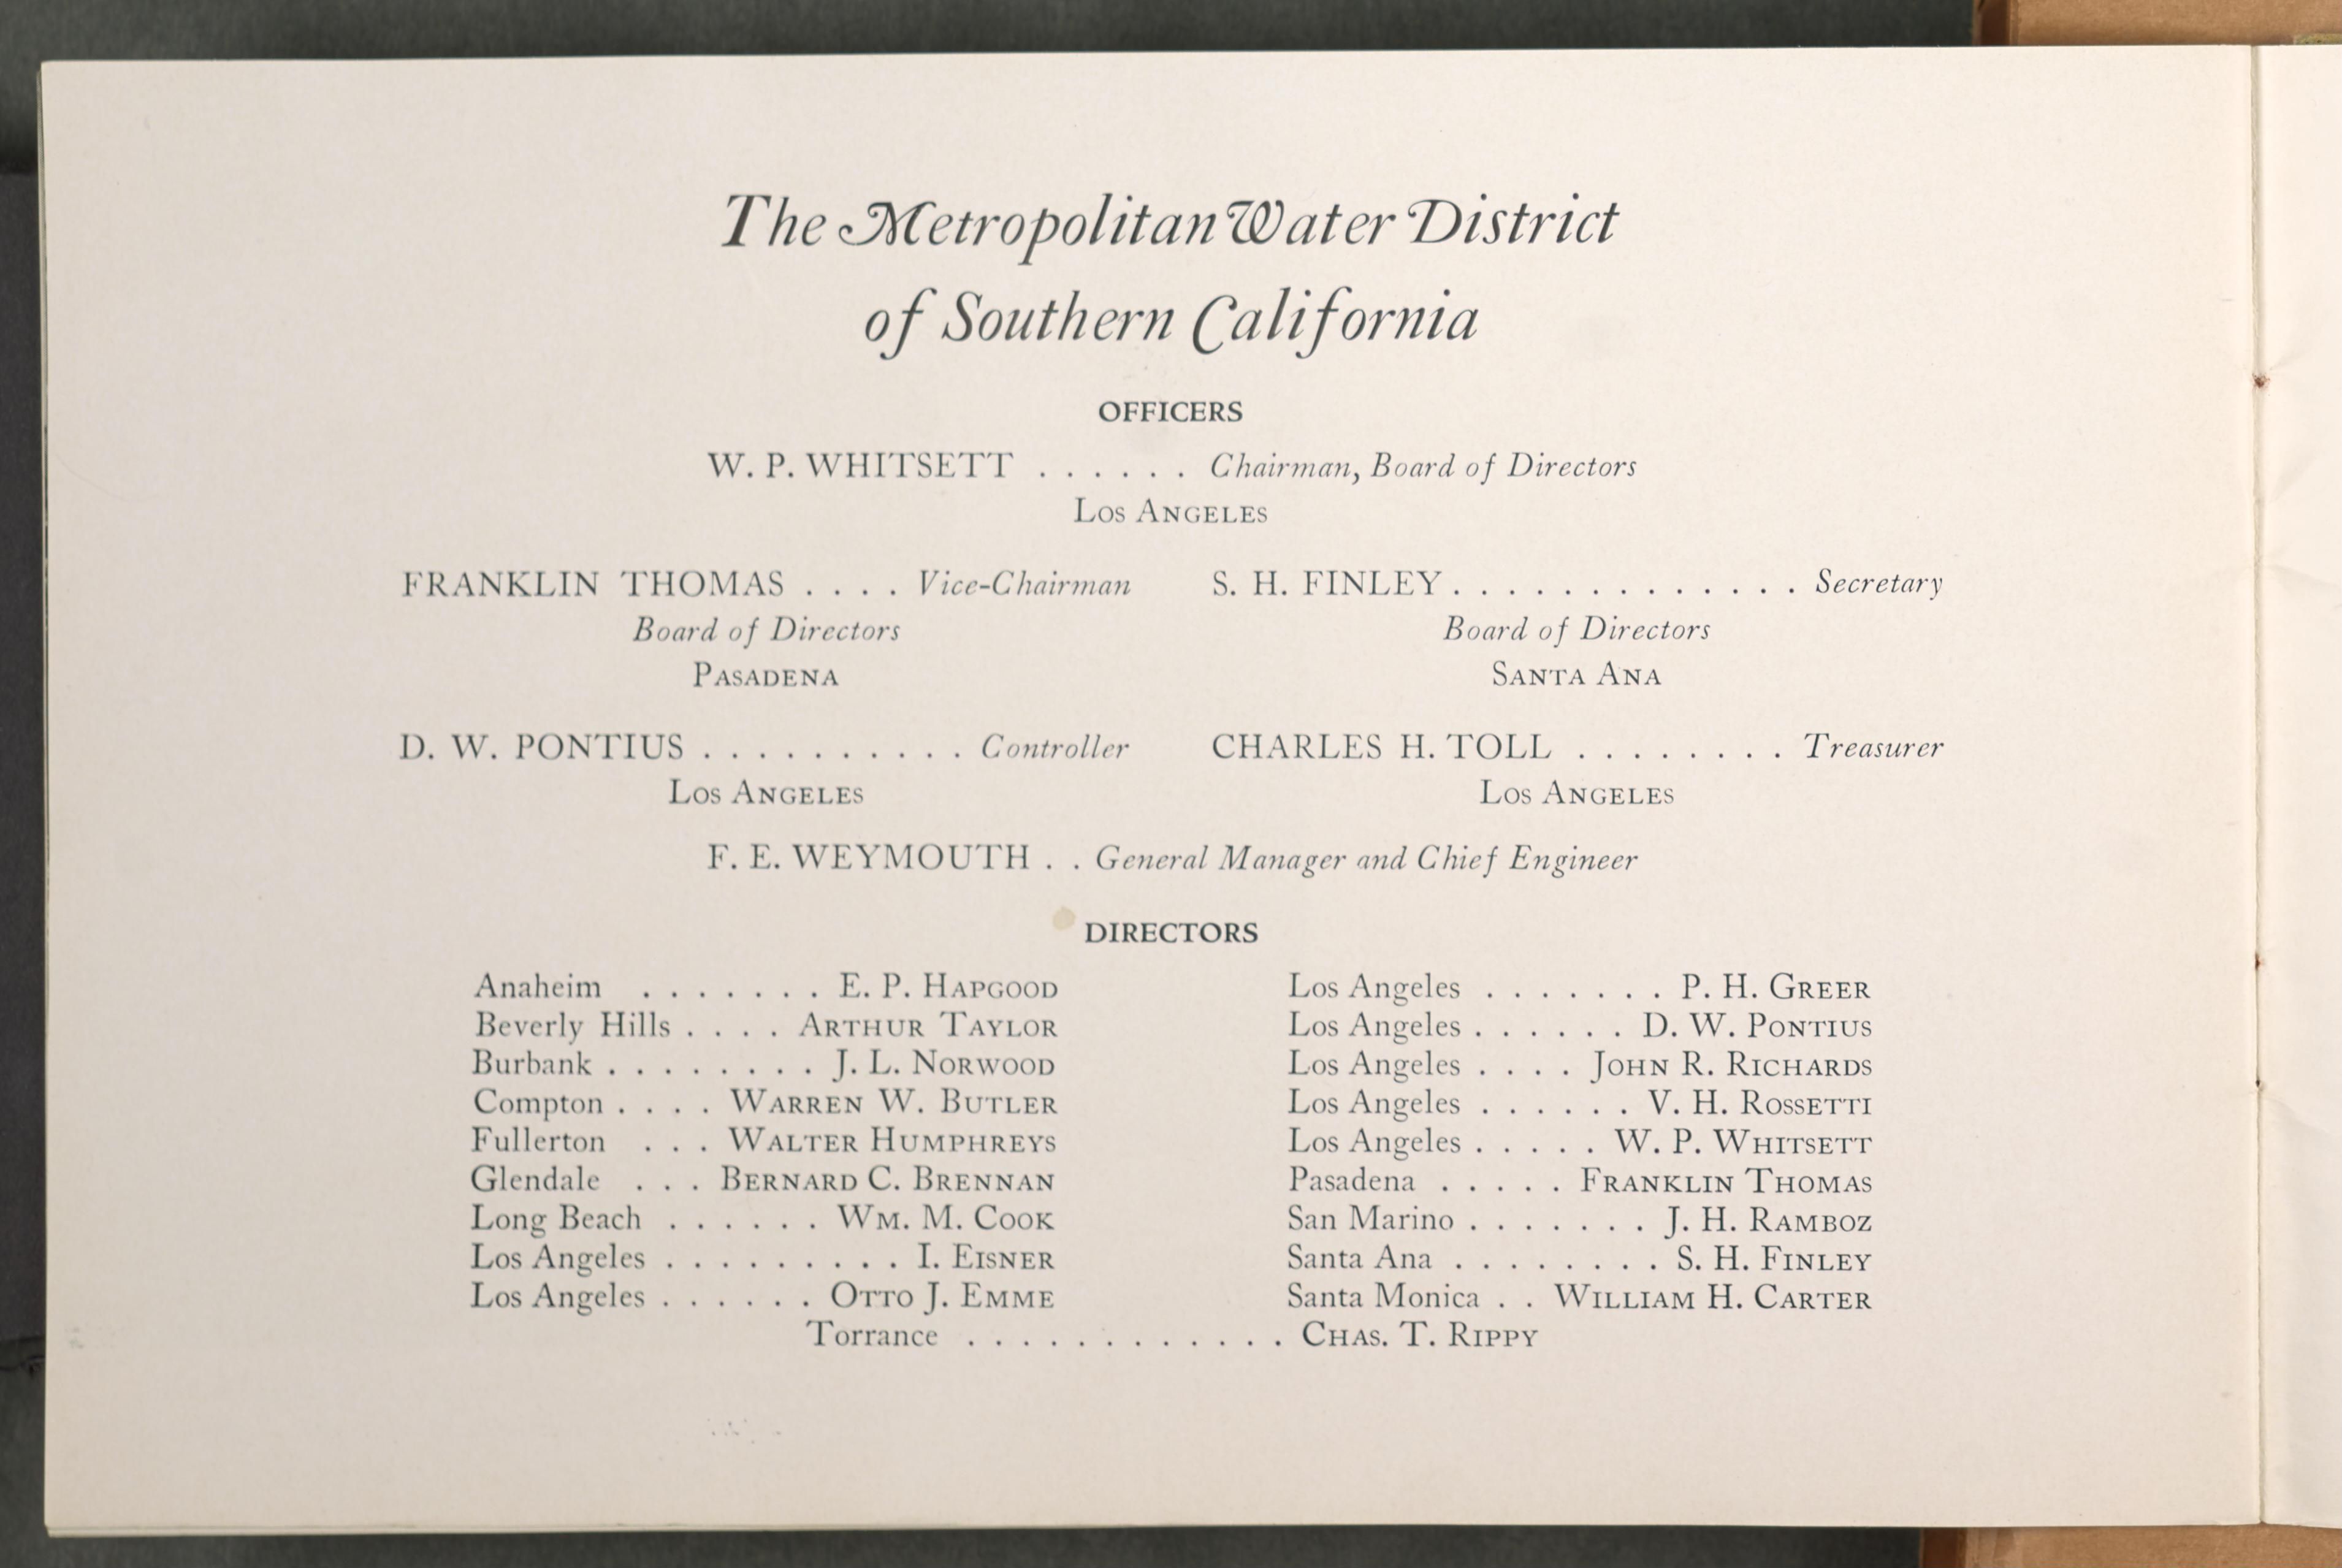 The Metropolitan Water District
of Southern California
OFFICERS
W. P. WHITSETT . . . . . . Chairman, Board of Directors
LOS ANGELES
FRANKLIN THOMAS . . . . Vice-Chairman
Board of Directors
PASADENA
S. H. FINLEY . . . . . . . . . . . . . Secretary
Board of Directors
SANTA ANA
D. W. PONTIUS . . . . . . . . . . Controller
LOS ANGELES
CHARLES H. TOLL . . . . . . . . Treasurer
LOS ANGELES
F. E. WEYMOUTH . . General Manager and Chief Engineer
DIRECTORS
Anaheim . . . . . . . E. P. HAPGOOD
Beverly Hills . . . . ARTHUR TAYLOR
Burbank . . . . . . . . J. L. NORWOOD
Compton . . . . WARREN W. BUTLER
Fullerton . . . WALTER HUMPHREYS
Glendale . . . BERNARD C. BRENNAN
Long Beach . . . . . . WM. M. COOK
Los Angeles . . . . . . . . . I. EISNER
Los Angeles . . . . . . OTTO J. EMME
Los Angeles . . . . . . . P. H. GREER
Los Angeles . . . . . . D. W. PONTIUS
Los Angeles . . . . JOHN R. RICHARDS
Los Angeles . . . . . . V. H. ROSSETTI
Los Angeles . . . . . W. P. WHITSETT
Pasadena . . . . . FRANKLIN THOMAS
San Marino . . . . . . . J. H. RAMBOZ
Santa Ana . . . . . . . . S. H. FINLEY
Santa Monica . . WILLIAM H. CARTER
Torrance . . . . . . . . . . . . CHAS. T. RIPPY